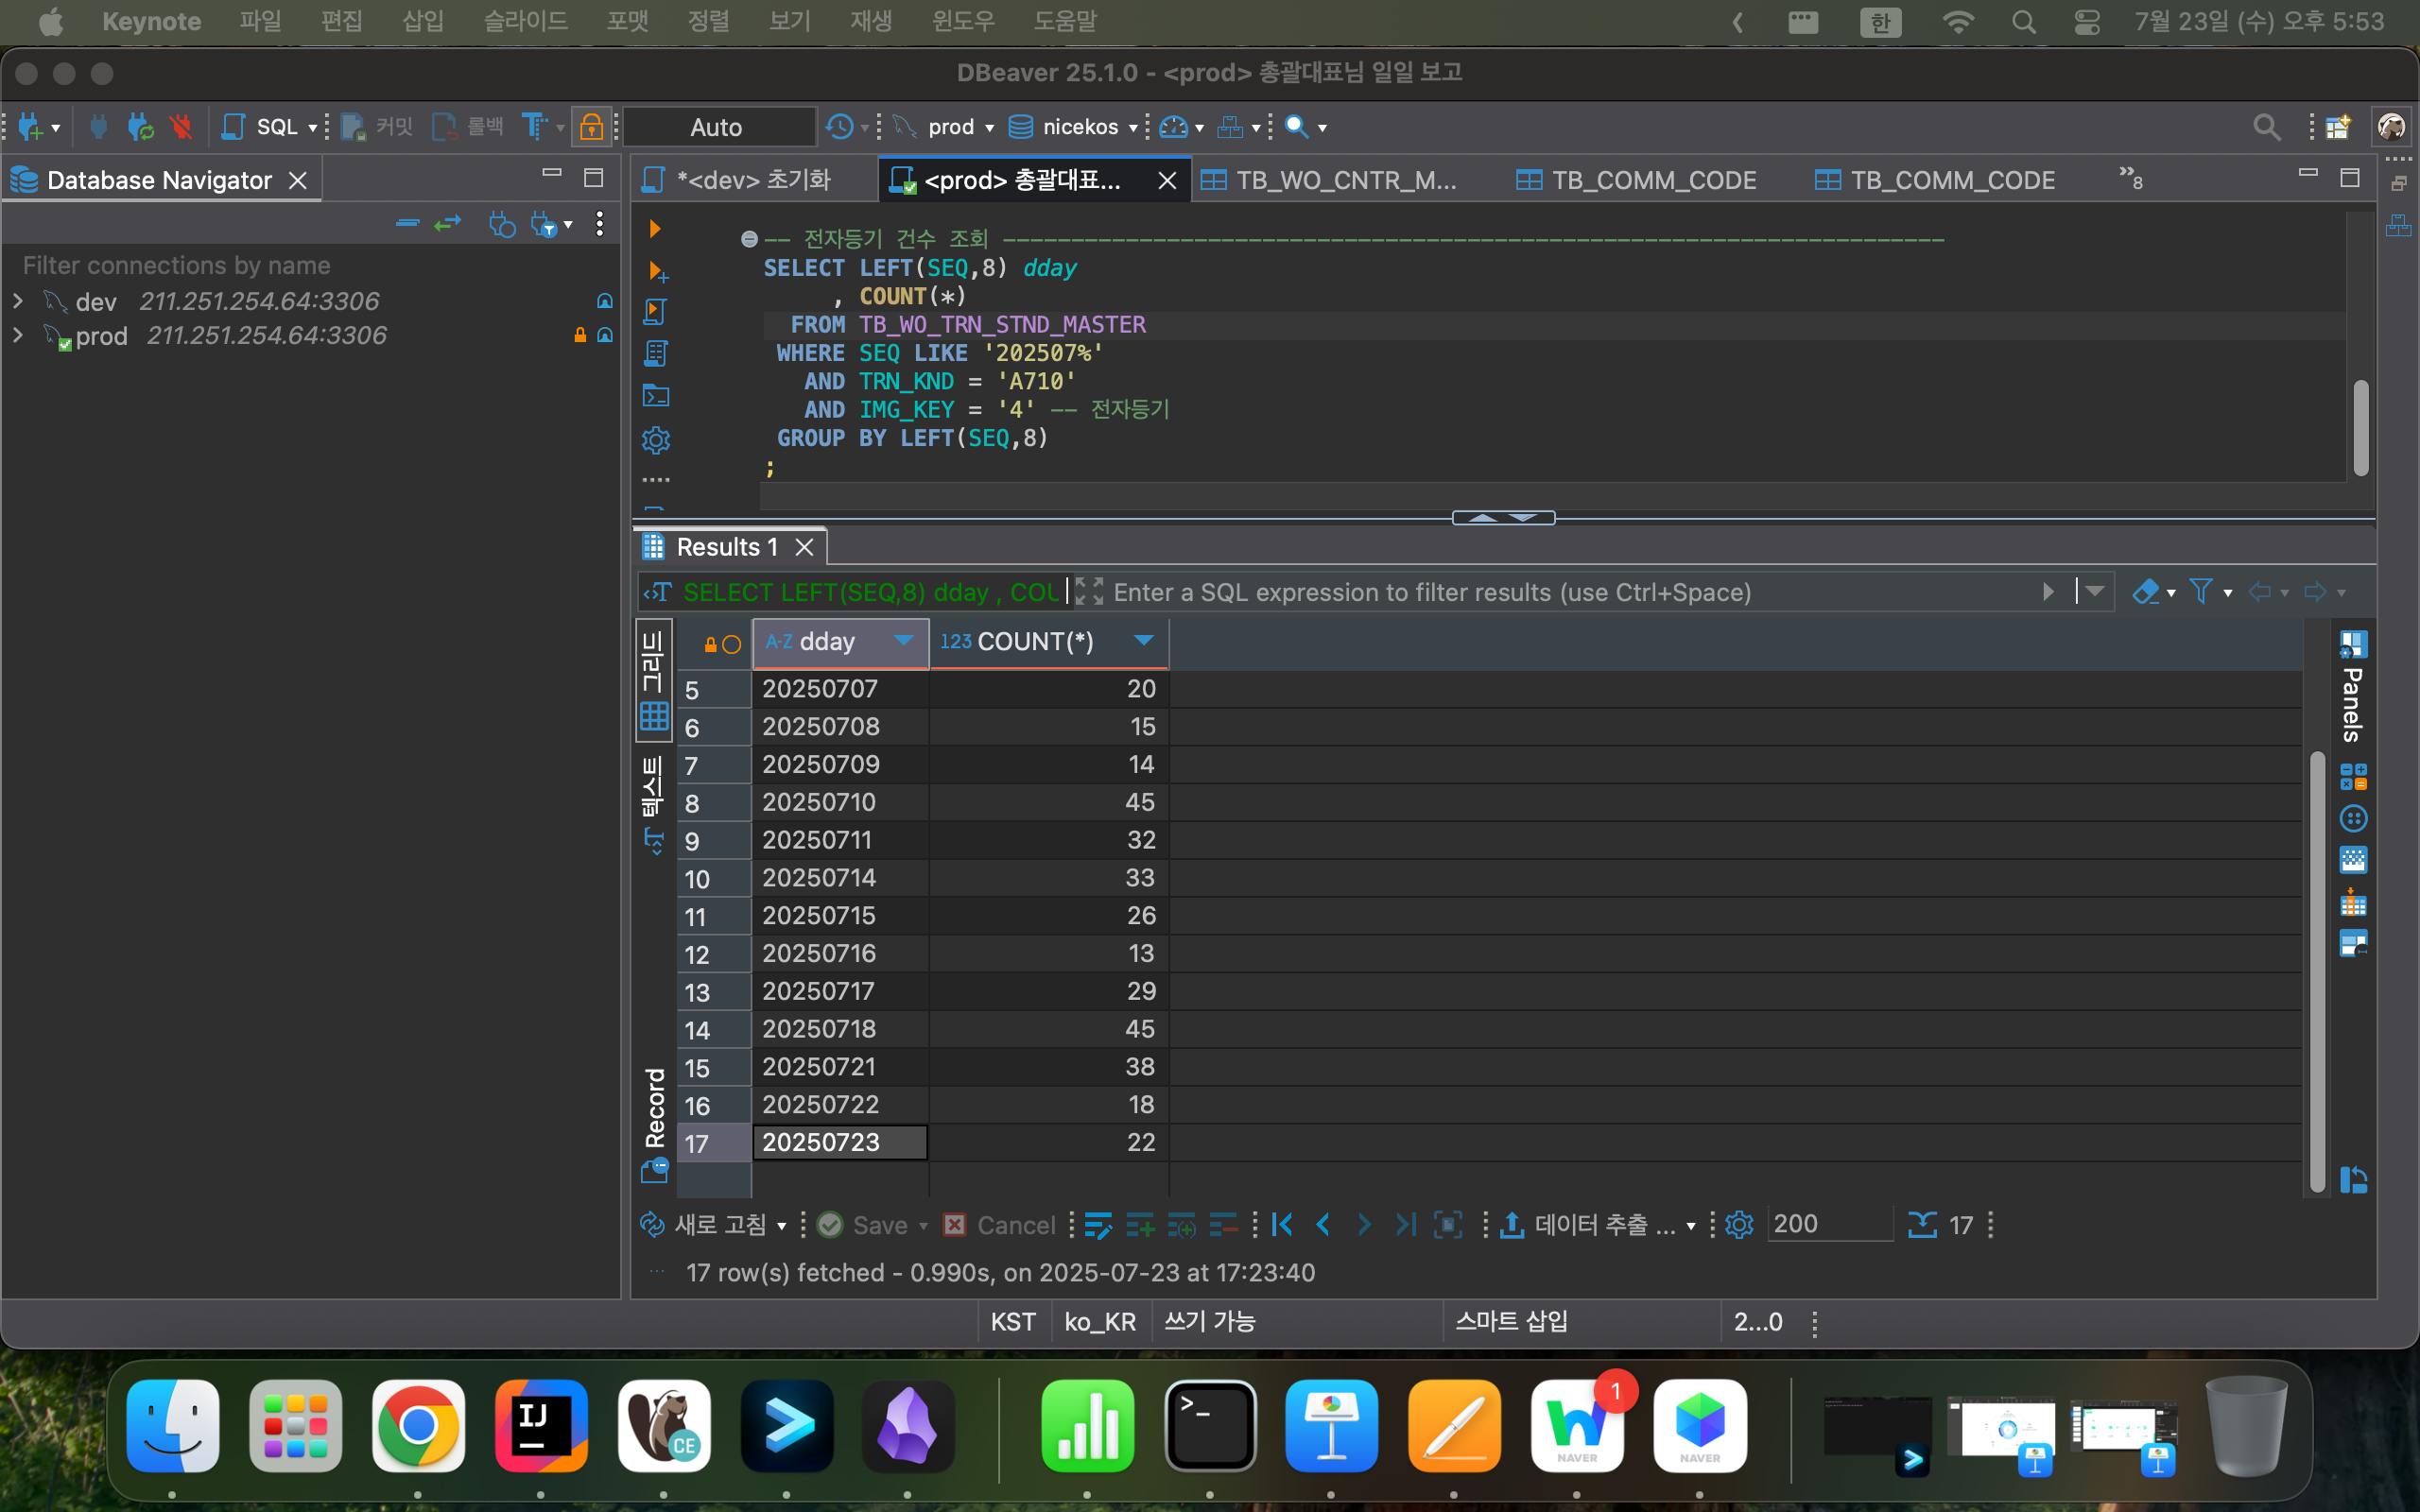 Keynote 파일 편집 삽입 슬라이드 포맷 정렬 보기 재생 윈도우 도움말 한 7월 23일 (수) 오후 5:53
DBeaver 25.1.0 - <prod> 총괄대표님 일일 보고
SQL 커밋 롤백 Auto prod nicekos
Database Navigator
*<dev> 초기화 <prod> 총괄대표... TB_WO_CNTR_M... TB_COMM_CODE TB_COMM_CODE »8
Filter connections by name
dev 211.251.254.64:3306
prod 211.251.254.64:3306
-- 전자등기 건수 조회 ---------------------------------------------------------------------
SELECT LEFT(SEQ,8) dday
, COUNT(*)
FROM TB_WO_TRN_STND_MASTER
WHERE SEQ LIKE '202507%'
AND TRN_KND = 'A710'
AND IMG_KEY = '4' -- 전자등기
GROUP BY LEFT(SEQ,8)
;
Results 1
SELECT LEFT(SEQ,8) dday , COU Enter a SQL expression to filter results (use Ctrl+Space)
그리드
텍스트
Record
Panels
A-Z dday 123 COUNT(*)
5 20250707 20
6 20250708 15
7 20250709 14
8 20250710 45
9 20250711 32
10 20250714 33
11 20250715 26
12 20250716 13
13 20250717 29
14 20250718 45
15 20250721 38
16 20250722 18
17 20250723 22
새로 고침 Save Cancel 데이터 추출 ... 200 17
17 row(s) fetched - 0.990s, on 2025-07-23 at 17:23:40
KST ko_KR 쓰기 가능 스마트 삽입 2...0
IJ
CE
>_
1
NAVER
NAVER